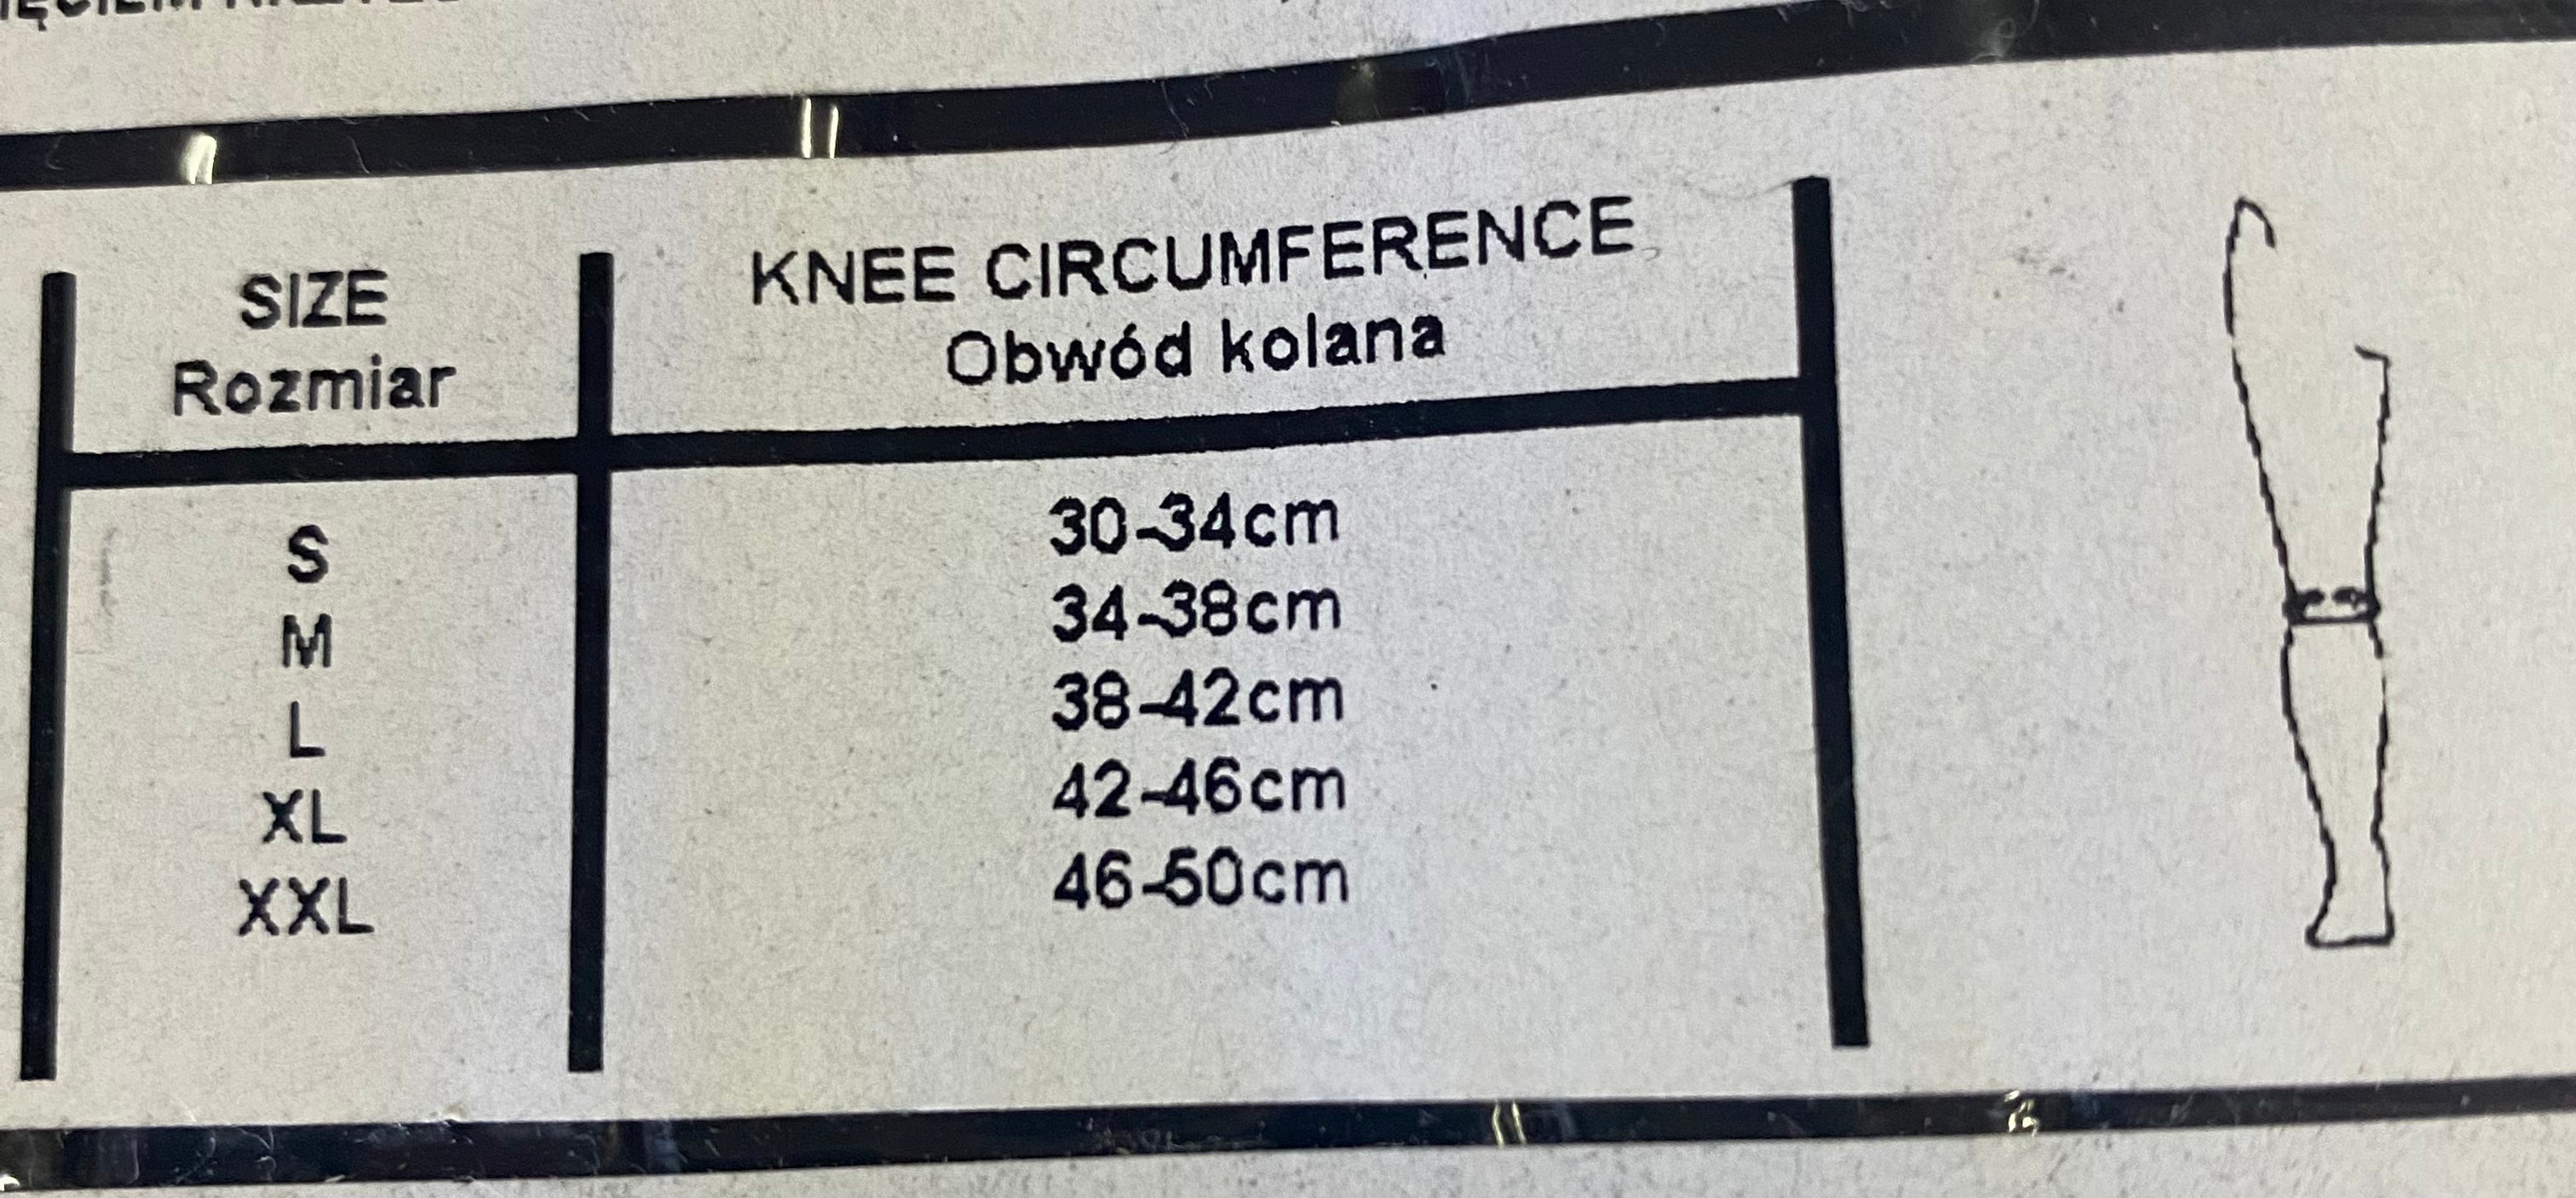 SIZE
Rozmiar
KNEE CIRCUMFERENCE
Obwód kolana
S 30-34cm
M 34-38cm
L 38-42cm
XL 42-46cm
XXL 46-50cm